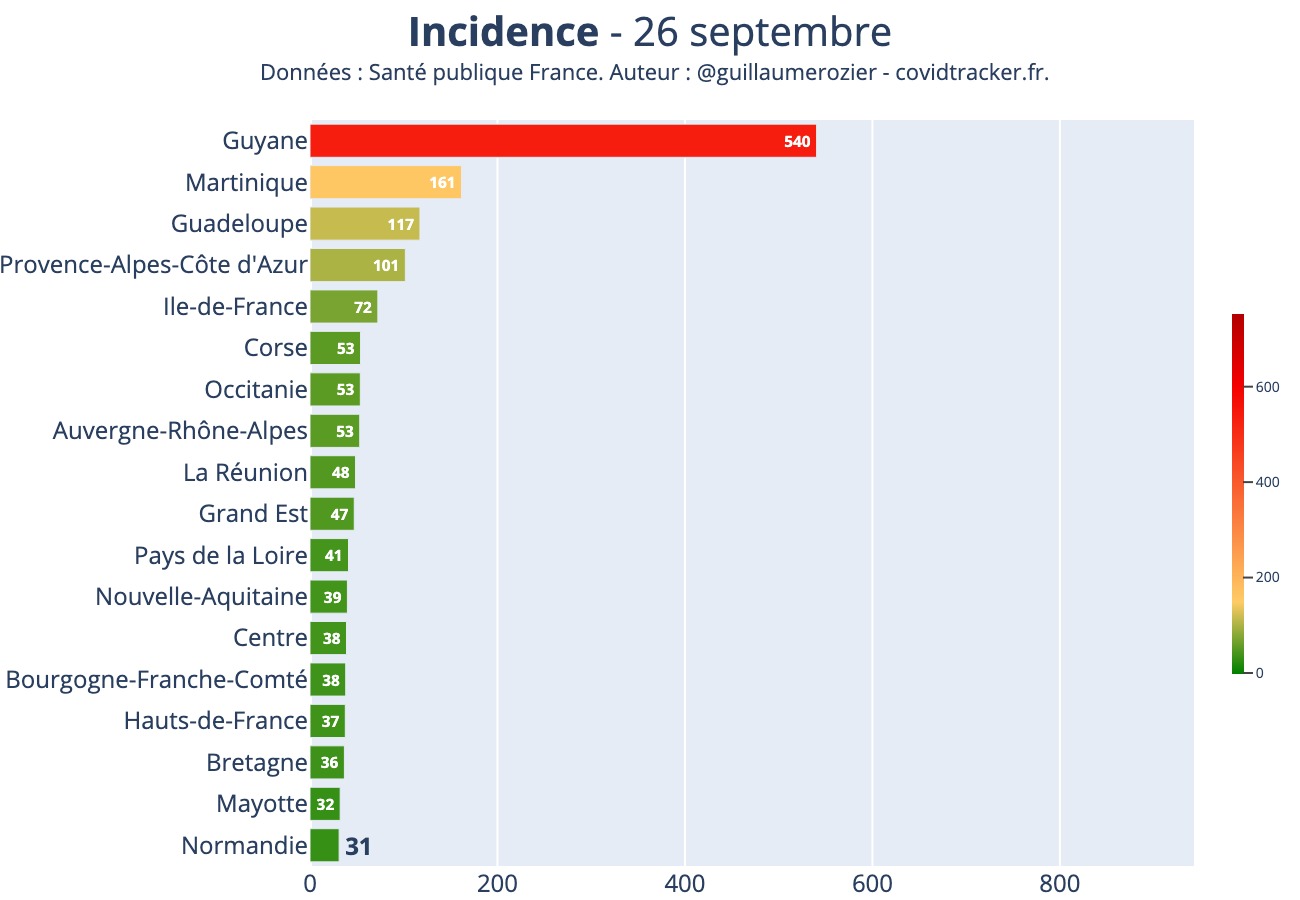 Incidence - 26 septembre
Données : Santé publique France. Auteur : @guillaumerozier - covidtracker.fr.
Guyane 540
Martinique 161
Guadeloupe 117
Provence-Alpes-Côte d'Azur 101
Ile-de-France 72
Corse 53
Occitanie 53
Auvergne-Rhône-Alpes 53
La Réunion 48
Grand Est 47
Pays de la Loire 41
Nouvelle-Aquitaine 39
Centre 38
Bourgogne-Franche-Comté 38
Hauts-de-France 37
Bretagne 36
Mayotte 32
Normandie 31
0 200 400 600 800
600
400
200
0